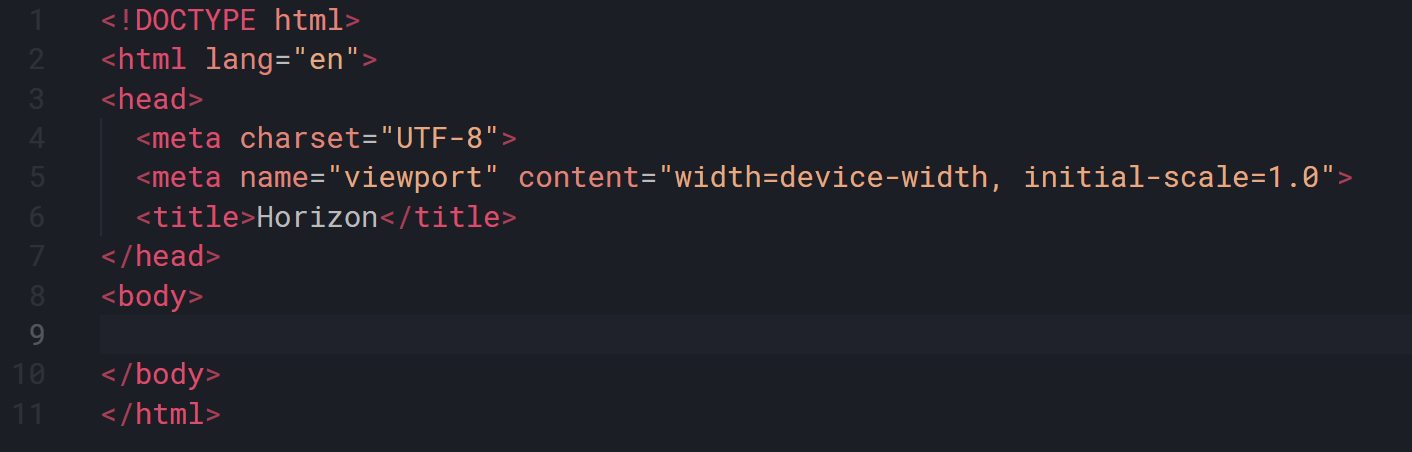 1 <!DOCTYPE html>
2 <html lang="en">
3 <head>
4   <meta charset="UTF-8">
5   <meta name="viewport" content="width=device-width, initial-scale=1.0">
6   <title>Horizon</title>
7 </head>
8 <body>
9
10 </body>
11 </html>